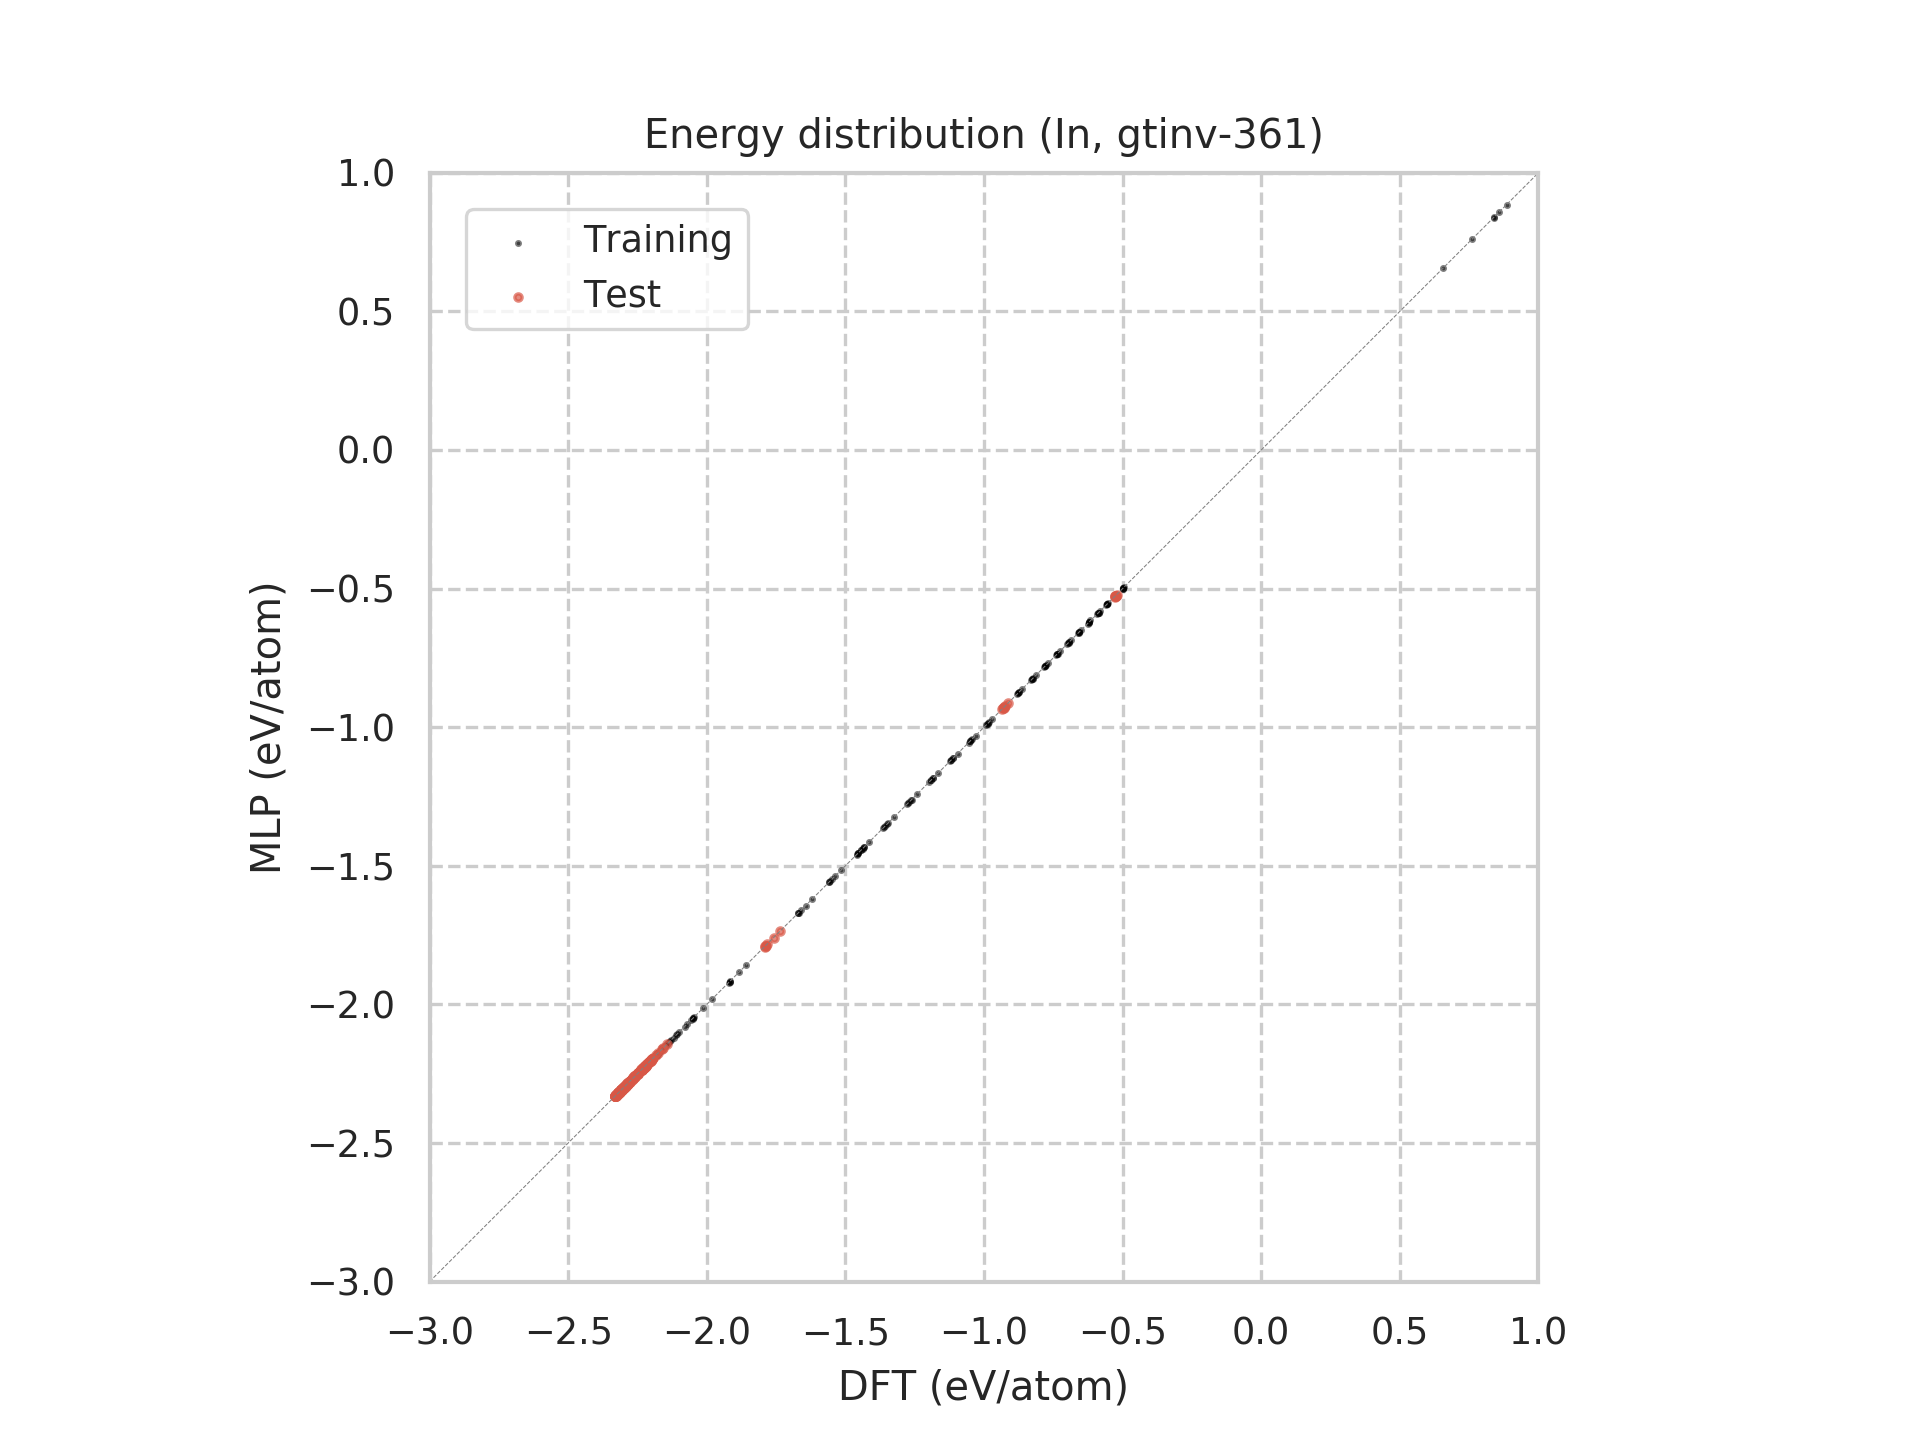 Energy distribution (In, gtinv-361)
Training
Test
1.0
0.5
0.0
−0.5
−1.0
−1.5
−2.0
−2.5
−3.0
MLP (eV/atom)
−3.0 −2.5 −2.0 −1.5 −1.0 −0.5 0.0 0.5 1.0
DFT (eV/atom)